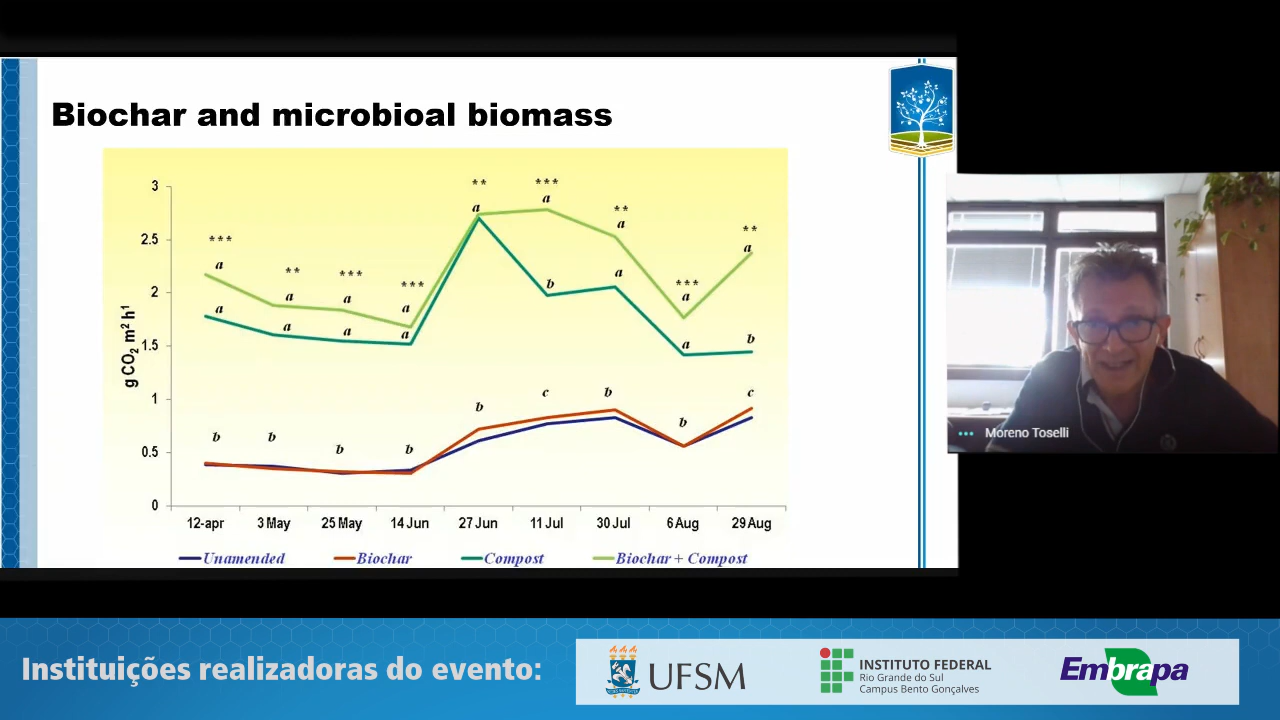 Biochar and microbioal biomass
g CO2 m2 h1
3
2.5
2
1.5
1
0.5
0
*** ** *** *** ** *** ** *** **
a a a a a a a a a
a a a a b a a b
b b b b b c b b c
12-apr 3 May 25 May 14 Jun 27 Jun 11 Jul 30 Jul 6 Aug 29 Aug
Unamended Biochar Compost Biochar + Compost
Moreno Toselli
Instituições realizadoras do evento:
UFSM
INSTITUTO FEDERAL
Rio Grande do Sul
Campus Bento Gonçalves
Embrapa